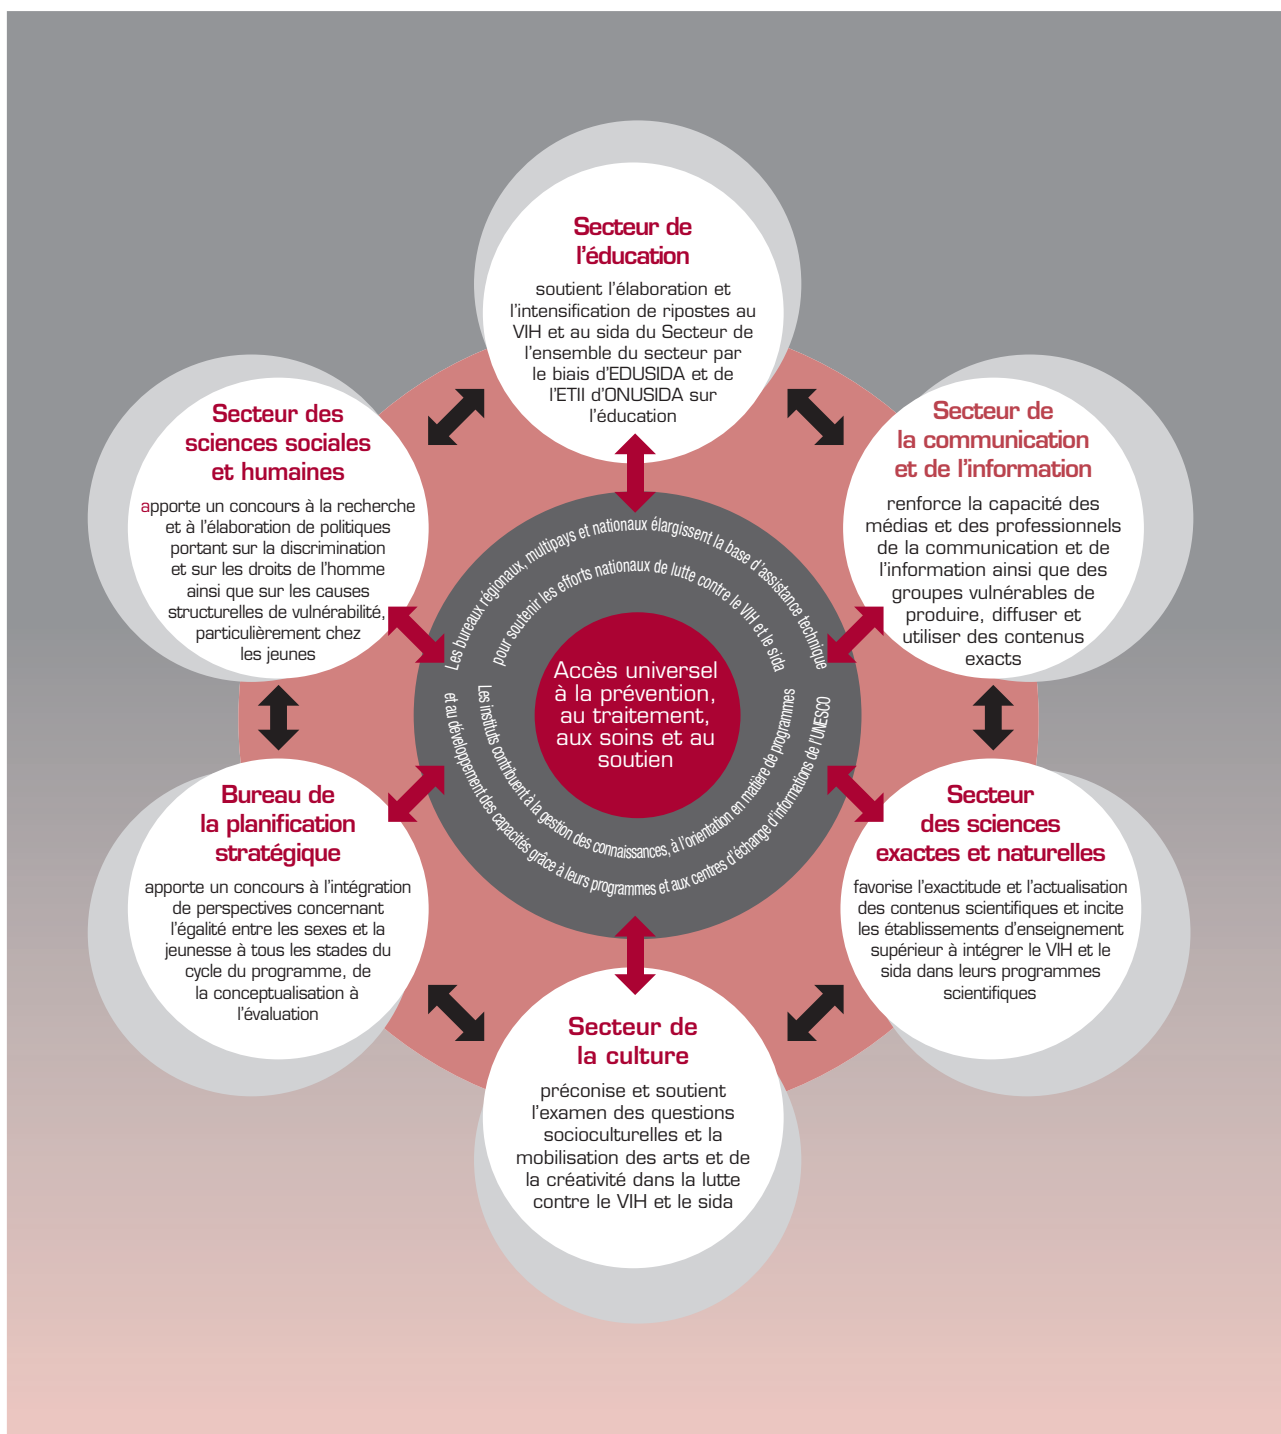 Secteur de
l'éducation
soutient l'élaboration et
l'intensification de ripostes au
VIH et au sida du Secteur de
l'ensemble du secteur par
le biais d'EDUSIDA et de
l'ETII d'ONUSIDA sur
l'éducation
Secteur des
sciences sociales
et humaines
apporte un concours à la recherche
et à l'élaboration de politiques
portant sur la discrimination
et sur les droits de l'homme
ainsi que sur les causes
structurelles de vulnérabilité,
particulièrement chez
les jeunes
Secteur de
la communication
et de l'information
renforce la capacité des
médias et des professionnels
de la communication et de
l'information ainsi que des
groupes vulnérables de
produire, diffuser et
utiliser des contenus
exacts
Les bureaux régionaux, multipays et nationaux élargissent la base d'assistance technique
pour soutenir les efforts nationaux de lutte contre le VIH et le sida
Accès universel
à la prévention,
au traitement,
aux soins et au
soutien
Les instituts contribuent à la gestion des connaissances, à l'orientation en matière de programmes
et au développement des capacités grâce à leurs programmes et aux centres d'échange d'informations de l'UNESCO
Bureau de
la planification
stratégique
apporte un concours à l'intégration
de perspectives concernant
l'égalité entre les sexes et la
jeunesse à tous les stades du
cycle du programme, de
la conceptualisation à
l'évaluation
Secteur
des sciences
exactes et naturelles
favorise l'exactitude et l'actualisation
des contenus scientifiques et incite
les établissements d'enseignement
supérieur à intégrer le VIH et le
sida dans leurs programmes
scientifiques
Secteur de
la culture
préconise et soutient
l'examen des questions
socioculturelles et la
mobilisation des arts et de
la créativité dans la lutte
contre le VIH et le sida